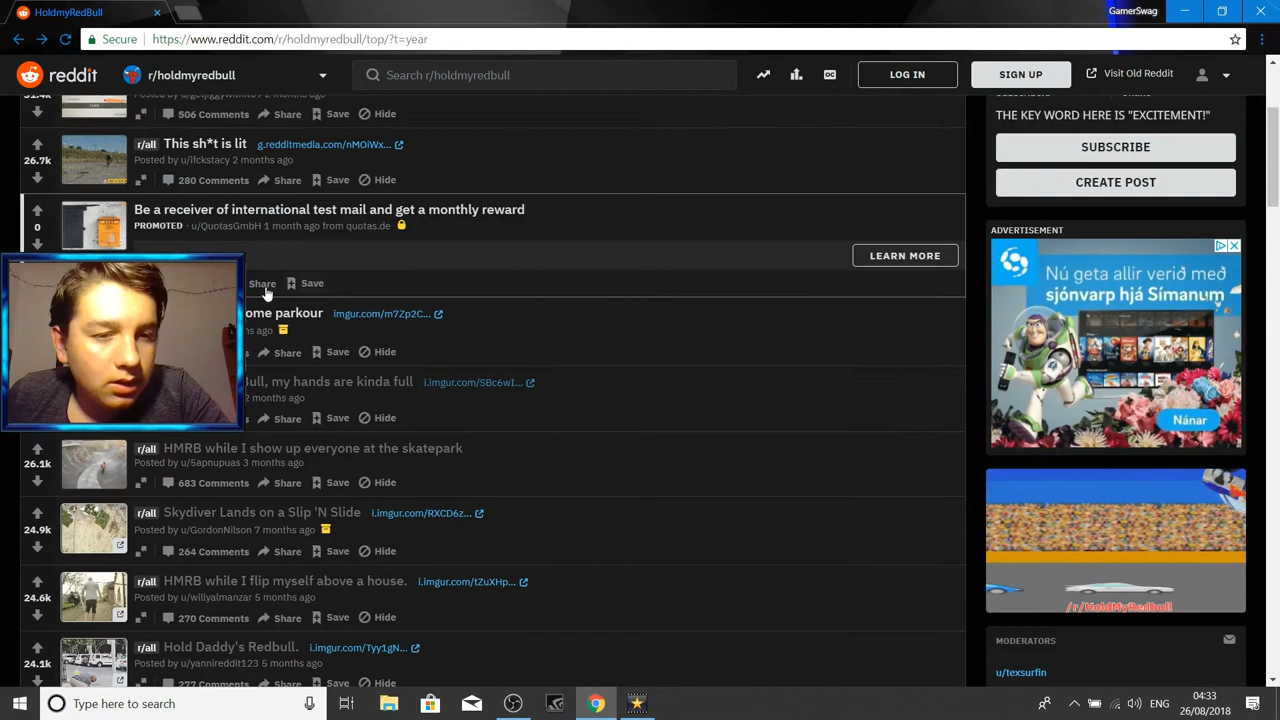 HoldmyRedBull
GamerSwag
Secure https://www.reddit.com/r/holdmyredbull/top/?t=year
reddit r/holdmyredbull Search r/holdmyredbull LOG IN SIGN UP Visit Old Reddit
506 Comments Share Save Hide
26.7k
r/all This sh*t is lit g.redditmedia.com/nMOiWx...
Posted by u/ifckstacy 2 months ago
280 Comments Share Save Hide
0
Be a receiver of international test mail and get a monthly reward
PROMOTED · u/QuotasGmbH 1 month ago from quotas.de
LEARN MORE
Share Save
ome parkour imgur.com/m7Zp2C...
hs ago
Share Save Hide
ull, my hands are kinda full i.imgur.com/SBc6wI...
2 months ago
Share Save Hide
26.1k
r/all HMRB while I show up everyone at the skatepark
Posted by u/5apnupuas 3 months ago
683 Comments Share Save Hide
24.9k
r/all Skydiver Lands on a Slip 'N Slide i.imgur.com/RXCD6z...
Posted by u/GordonNilson 7 months ago
264 Comments Share Save Hide
24.6k
r/all HMRB while I flip myself above a house. i.imgur.com/tZuXHp...
Posted by u/willyalmanzar 5 months ago
270 Comments Share Save Hide
24.1k
r/all Hold Daddy's Redbull. i.imgur.com/Tyy1gN...
Posted by u/yannireddit123 5 months ago
277 Comments Share Save Hide
THE KEY WORD HERE IS "EXCITEMENT!"
SUBSCRIBE
CREATE POST
ADVERTISEMENT
Nú geta allir verið með
sjónvarp hjá Símanum
Nánar
/r/HoldMyRedbull
MODERATORS
u/texsurfin
Type here to search
ENG
04:33
26/08/2018